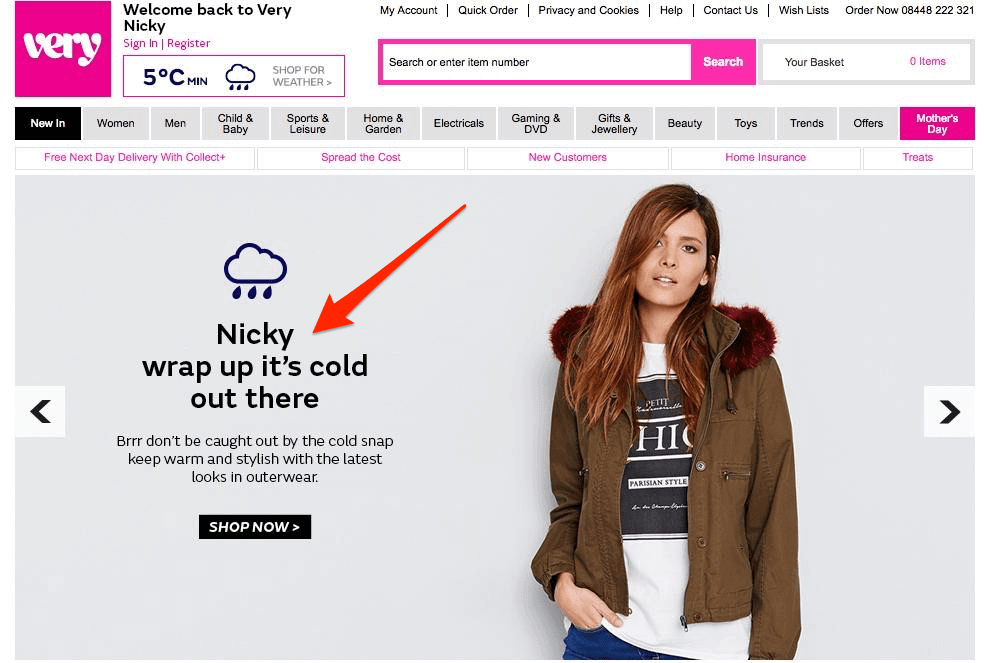 very
Welcome back to Very
Nicky
Sign In | Register
5°C MIN
SHOP FOR
WEATHER >
My Account | Quick Order | Privacy and Cookies | Help | Contact Us | Wish Lists Order Now 08448 222 321
Search or enter item number
Search
Your Basket
0 Items
New In
Women
Men
Child &
Baby
Sports &
Leisure
Home &
Garden
Electricals
Gaming &
DVD
Gifts &
Jewellery
Beauty
Toys
Trends
Offers
Mother's
Day
Free Next Day Delivery With Collect+
Spread the Cost
New Customers
Home Insurance
Treats
Nicky
wrap up it's cold
out there
Brrr don't be caught out by the cold snap
keep warm and stylish with the latest
looks in outerwear.
SHOP NOW >
PETIT
CHIC
PARISIAN STYLE